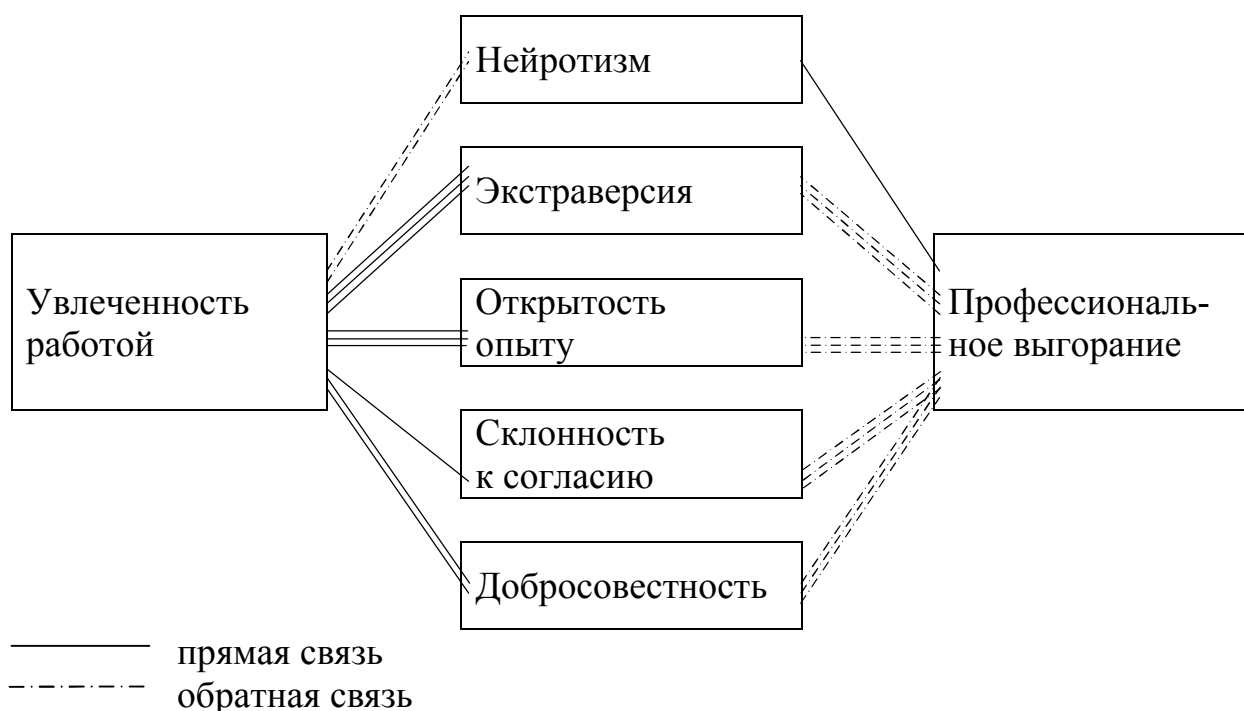 Нейротизм
Экстраверсия
Увлеченность
работой
Открытость
опыту
Профессиональ-
ное выгорание
Склонность
к согласию
Добросовестность
прямая связь
обратная связь